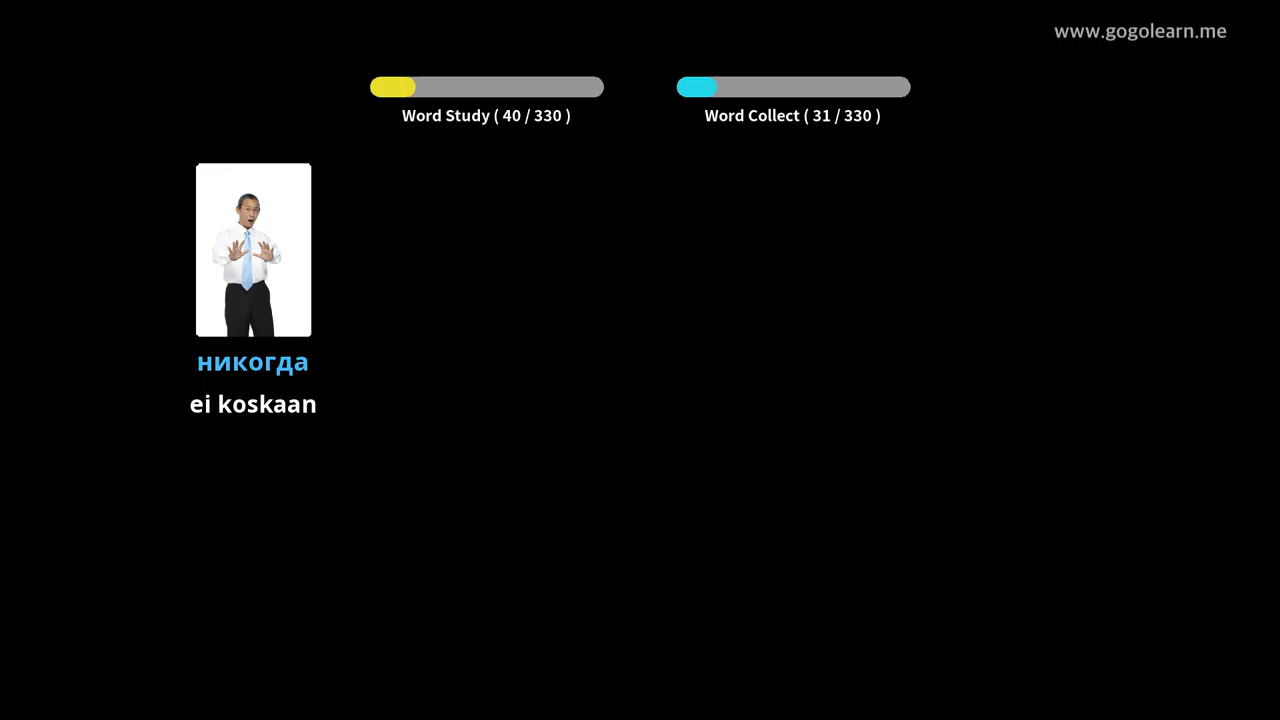 www.gogolearn.me
Word Study ( 40 / 330 )
Word Collect ( 31 / 330 )
никогда
ei koskaan